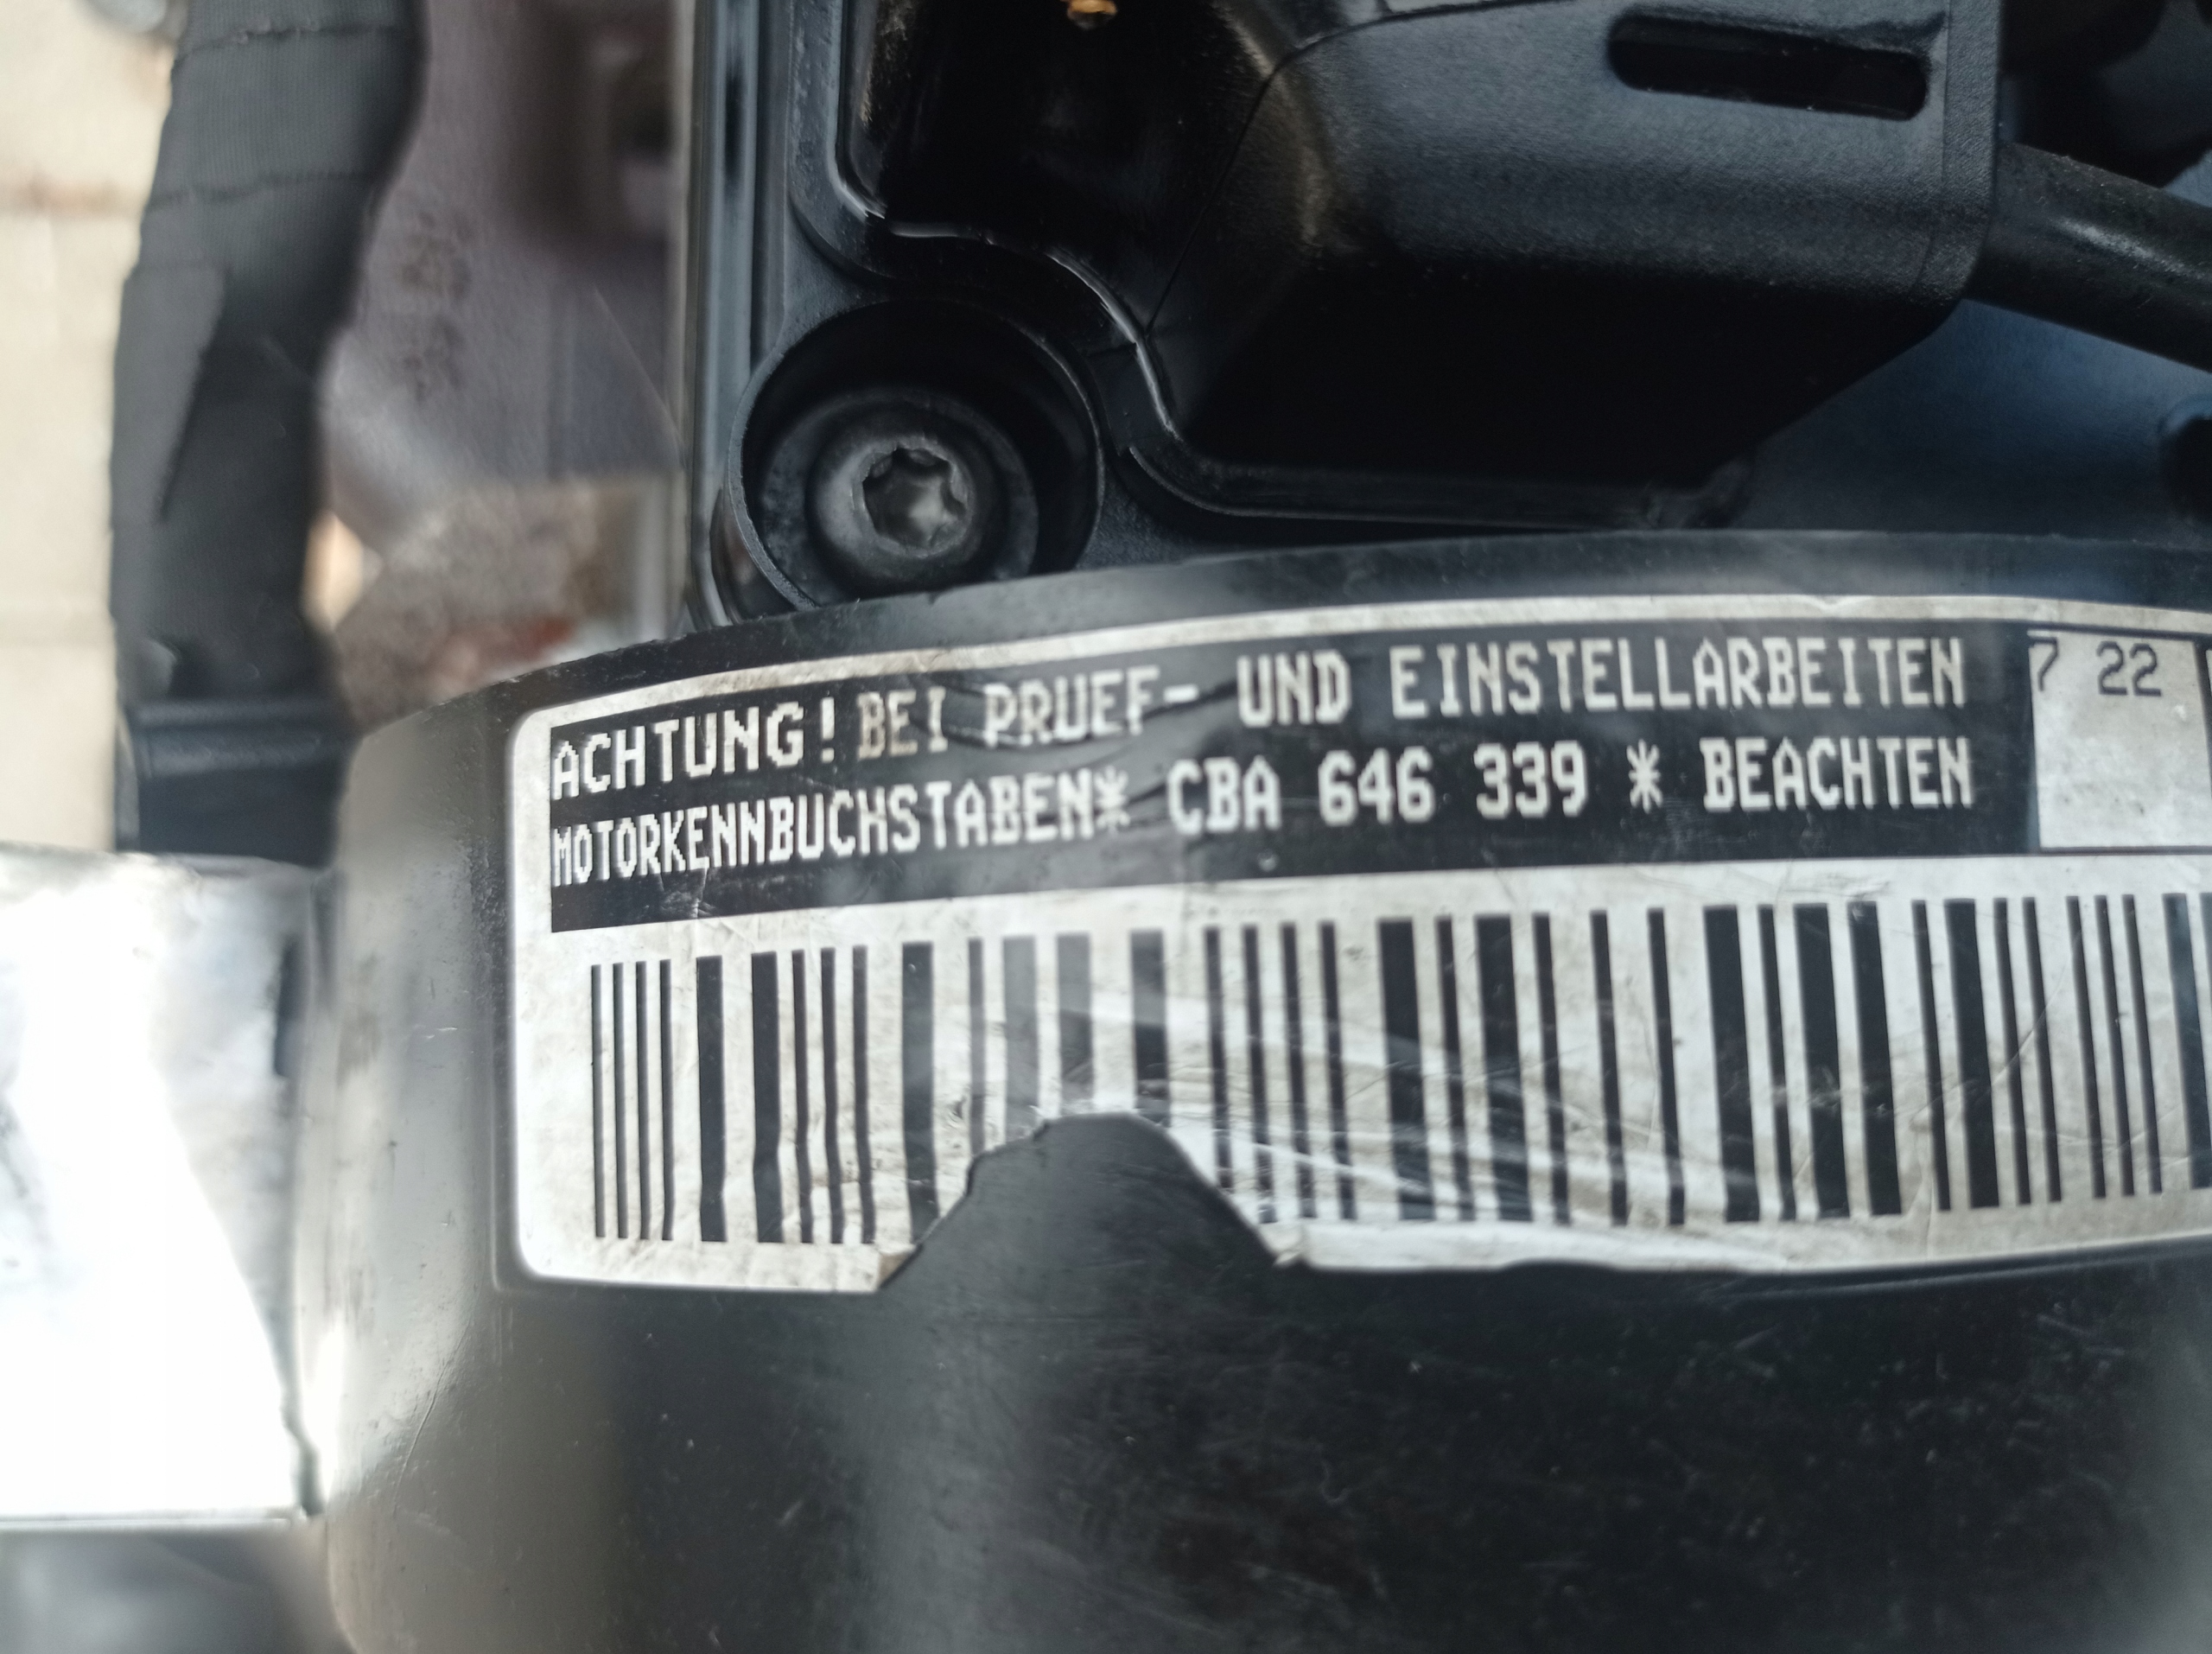 ACHTUNG! BEI PRUEF- UND EINSTELLARBEITEN
MOTORKENNBUCHSTABEN* CBA 646 339 * BEACHTEN
7 22